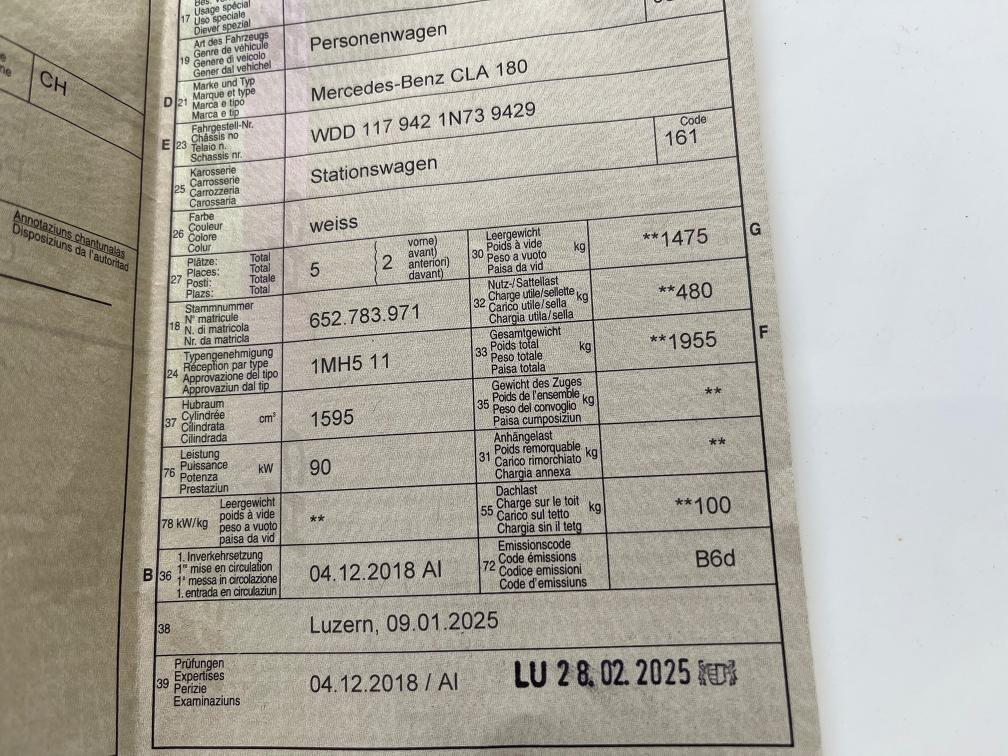 17
Usage spécial
Uso speciale
Diever spezial
CH
19
Art des Fahrzeugs
Genre de véhicule
Genere di veicolo
Gener dal vehichel
Personenwagen
D 21
Marke und Typ
Marque et type
Marca e tipo
Marca e tip
Mercedes-Benz CLA 180
E 23
Fahrgestell-Nr.
Châssis no
Telaio n.
Schassis nr.
WDD 117 942 1N73 9429
25
Karosserie
Carrosserie
Carrozzeria
Carossaria
Stationswagen
Code
161
26
Farbe
Couleur
Colore
Colur
weiss
Annotaziuns chantunalas
Disposiziuns da l'autoritad
27
Plätze: Total
Places: Total
Posti: Totale
Plazs: Total
5
2
vorne)
avant)
anteriori)
davant)
30
Leergewicht
Poids à vide
Peso a vuoto
Paisa da vid
kg
**1475
G
18
Stammnummer
N° matricule
N. di matricola
Nr. da matricla
652.783.971
32
Nutz-/Sattellast
Charge utile/sellette
Carico utile/sella
Chargia utila/sella
kg
**480
24
Typengenehmigung
Réception par type
Approvazione del tipo
Approvaziun dal tip
1MH5 11
33
Gesamtgewicht
Poids total
Peso totale
Paisa totala
kg
**1955
F
37
Hubraum
Cylindrée
Cilindrata
Cilindrada
cm³
1595
35
Gewicht des Zuges
Poids de l'ensemble
Peso del convoglio
Paisa cumposiziun
kg
**
76
Leistung
Puissance
Potenza
Prestaziun
kW
90
31
Anhängelast
Poids remorquable
Carico rimorchiato
Chargia annexa
kg
**
78 kW/kg
Leergewicht
poids à vide
peso a vuoto
paisa da vid
**
55
Dachlast
Charge sur le toit
Carico sul tetto
Chargia sin il tetg
kg
**100
B 36
1. Inverkehrsetzung
1re mise en circulation
1a messa in circolazione
1. entrada en circulaziun
04.12.2018 AI
72
Emissionscode
Code émissions
Codice emissioni
Code d'emissiuns
B6d
38
Luzern, 09.01.2025
39
Prüfungen
Expertises
Perizie
Examinaziuns
04.12.2018 / AI
LU 28.02.2025